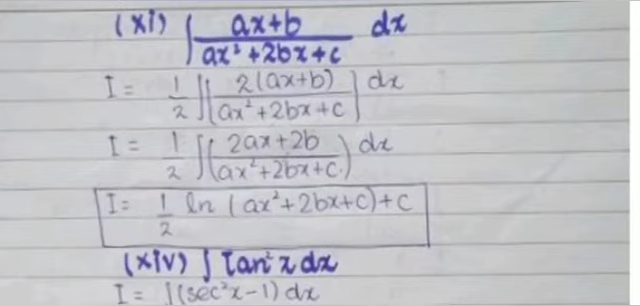 (xi) ∫ ax+b / ax²+2bx+c dx
I = 1/2 ∫( 2(ax+b) / ax²+2bx+c ) dx
I = 1/2 ∫( 2ax+2b / ax²+2bx+c ) dx
I = 1/2 ln (ax²+2bx+c)+c
(xiv) ∫ Tan²x dx
I = ∫(sec²x-1) dx